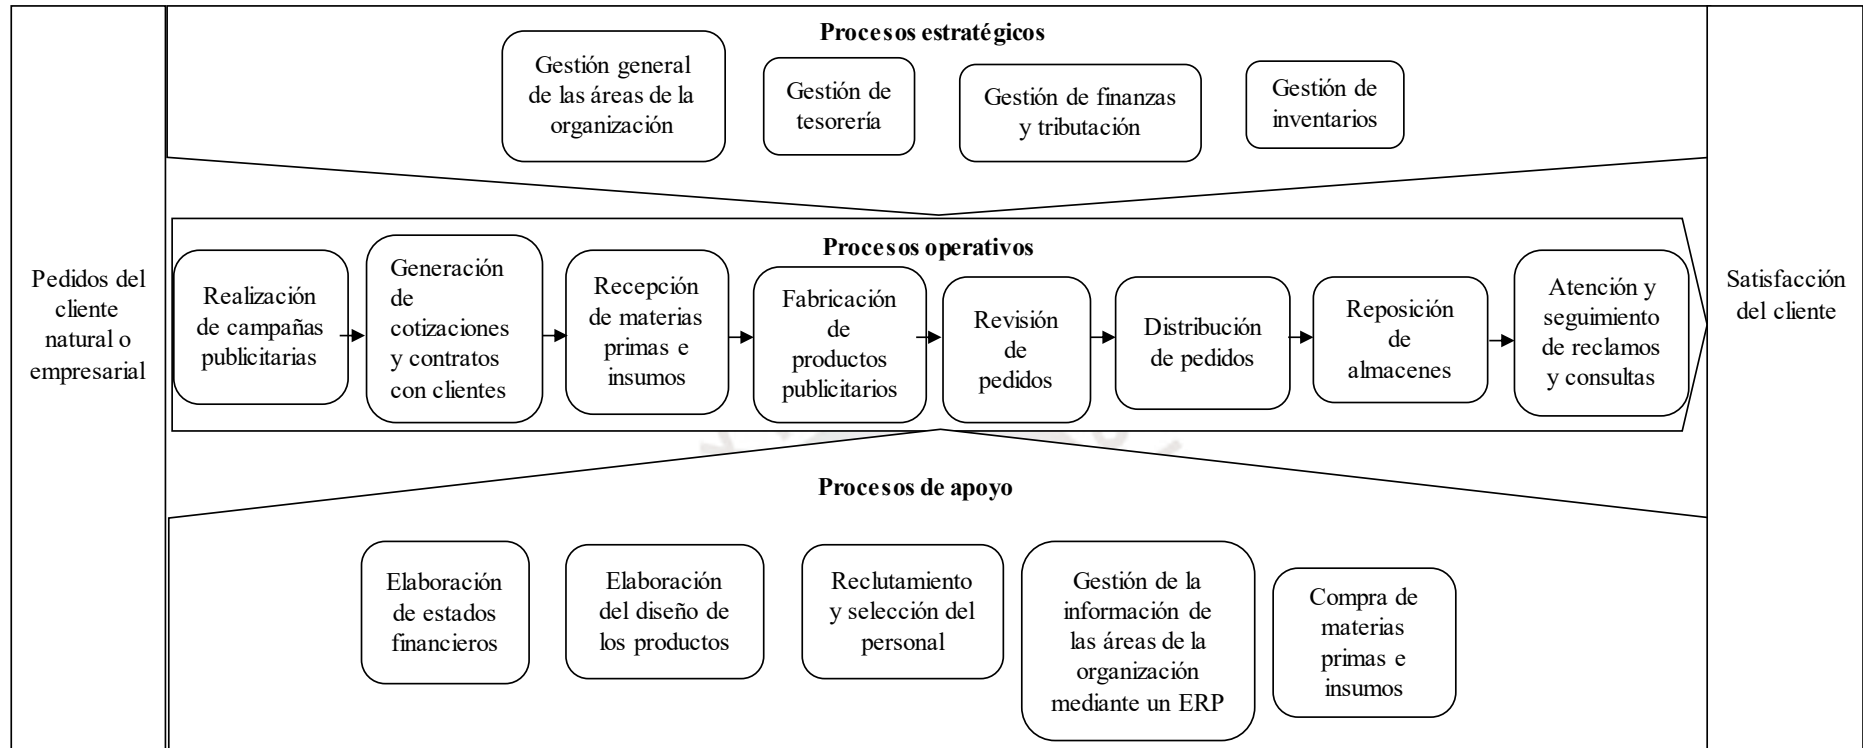 Procesos estratégicos
Gestión general
de las áreas de la
organización
Gestión de
tesorería
Gestión de finanzas
y tributación
Gestión de
inventarios
Pedidos del
cliente
natural o
empresarial
Procesos operativos
Realización
de campañas
publicitarias
Generación
de
cotizaciones
y contratos
con clientes
Recepción
de materias
primas e
insumos
Fabricación
de
productos
publicitarios
Revisión
de
pedidos
Distribución
de pedidos
Reposición
de
almacenes
Atención y
seguimiento
de reclamos
y consultas
Satisfacción
del cliente
Procesos de apoyo
Elaboración
de estados
financieros
Elaboración
del diseño de
los productos
Reclutamiento
y selección del
personal
Gestión de la
información de
las áreas de la
organización
mediante un ERP
Compra de
materias
primas e
insumos